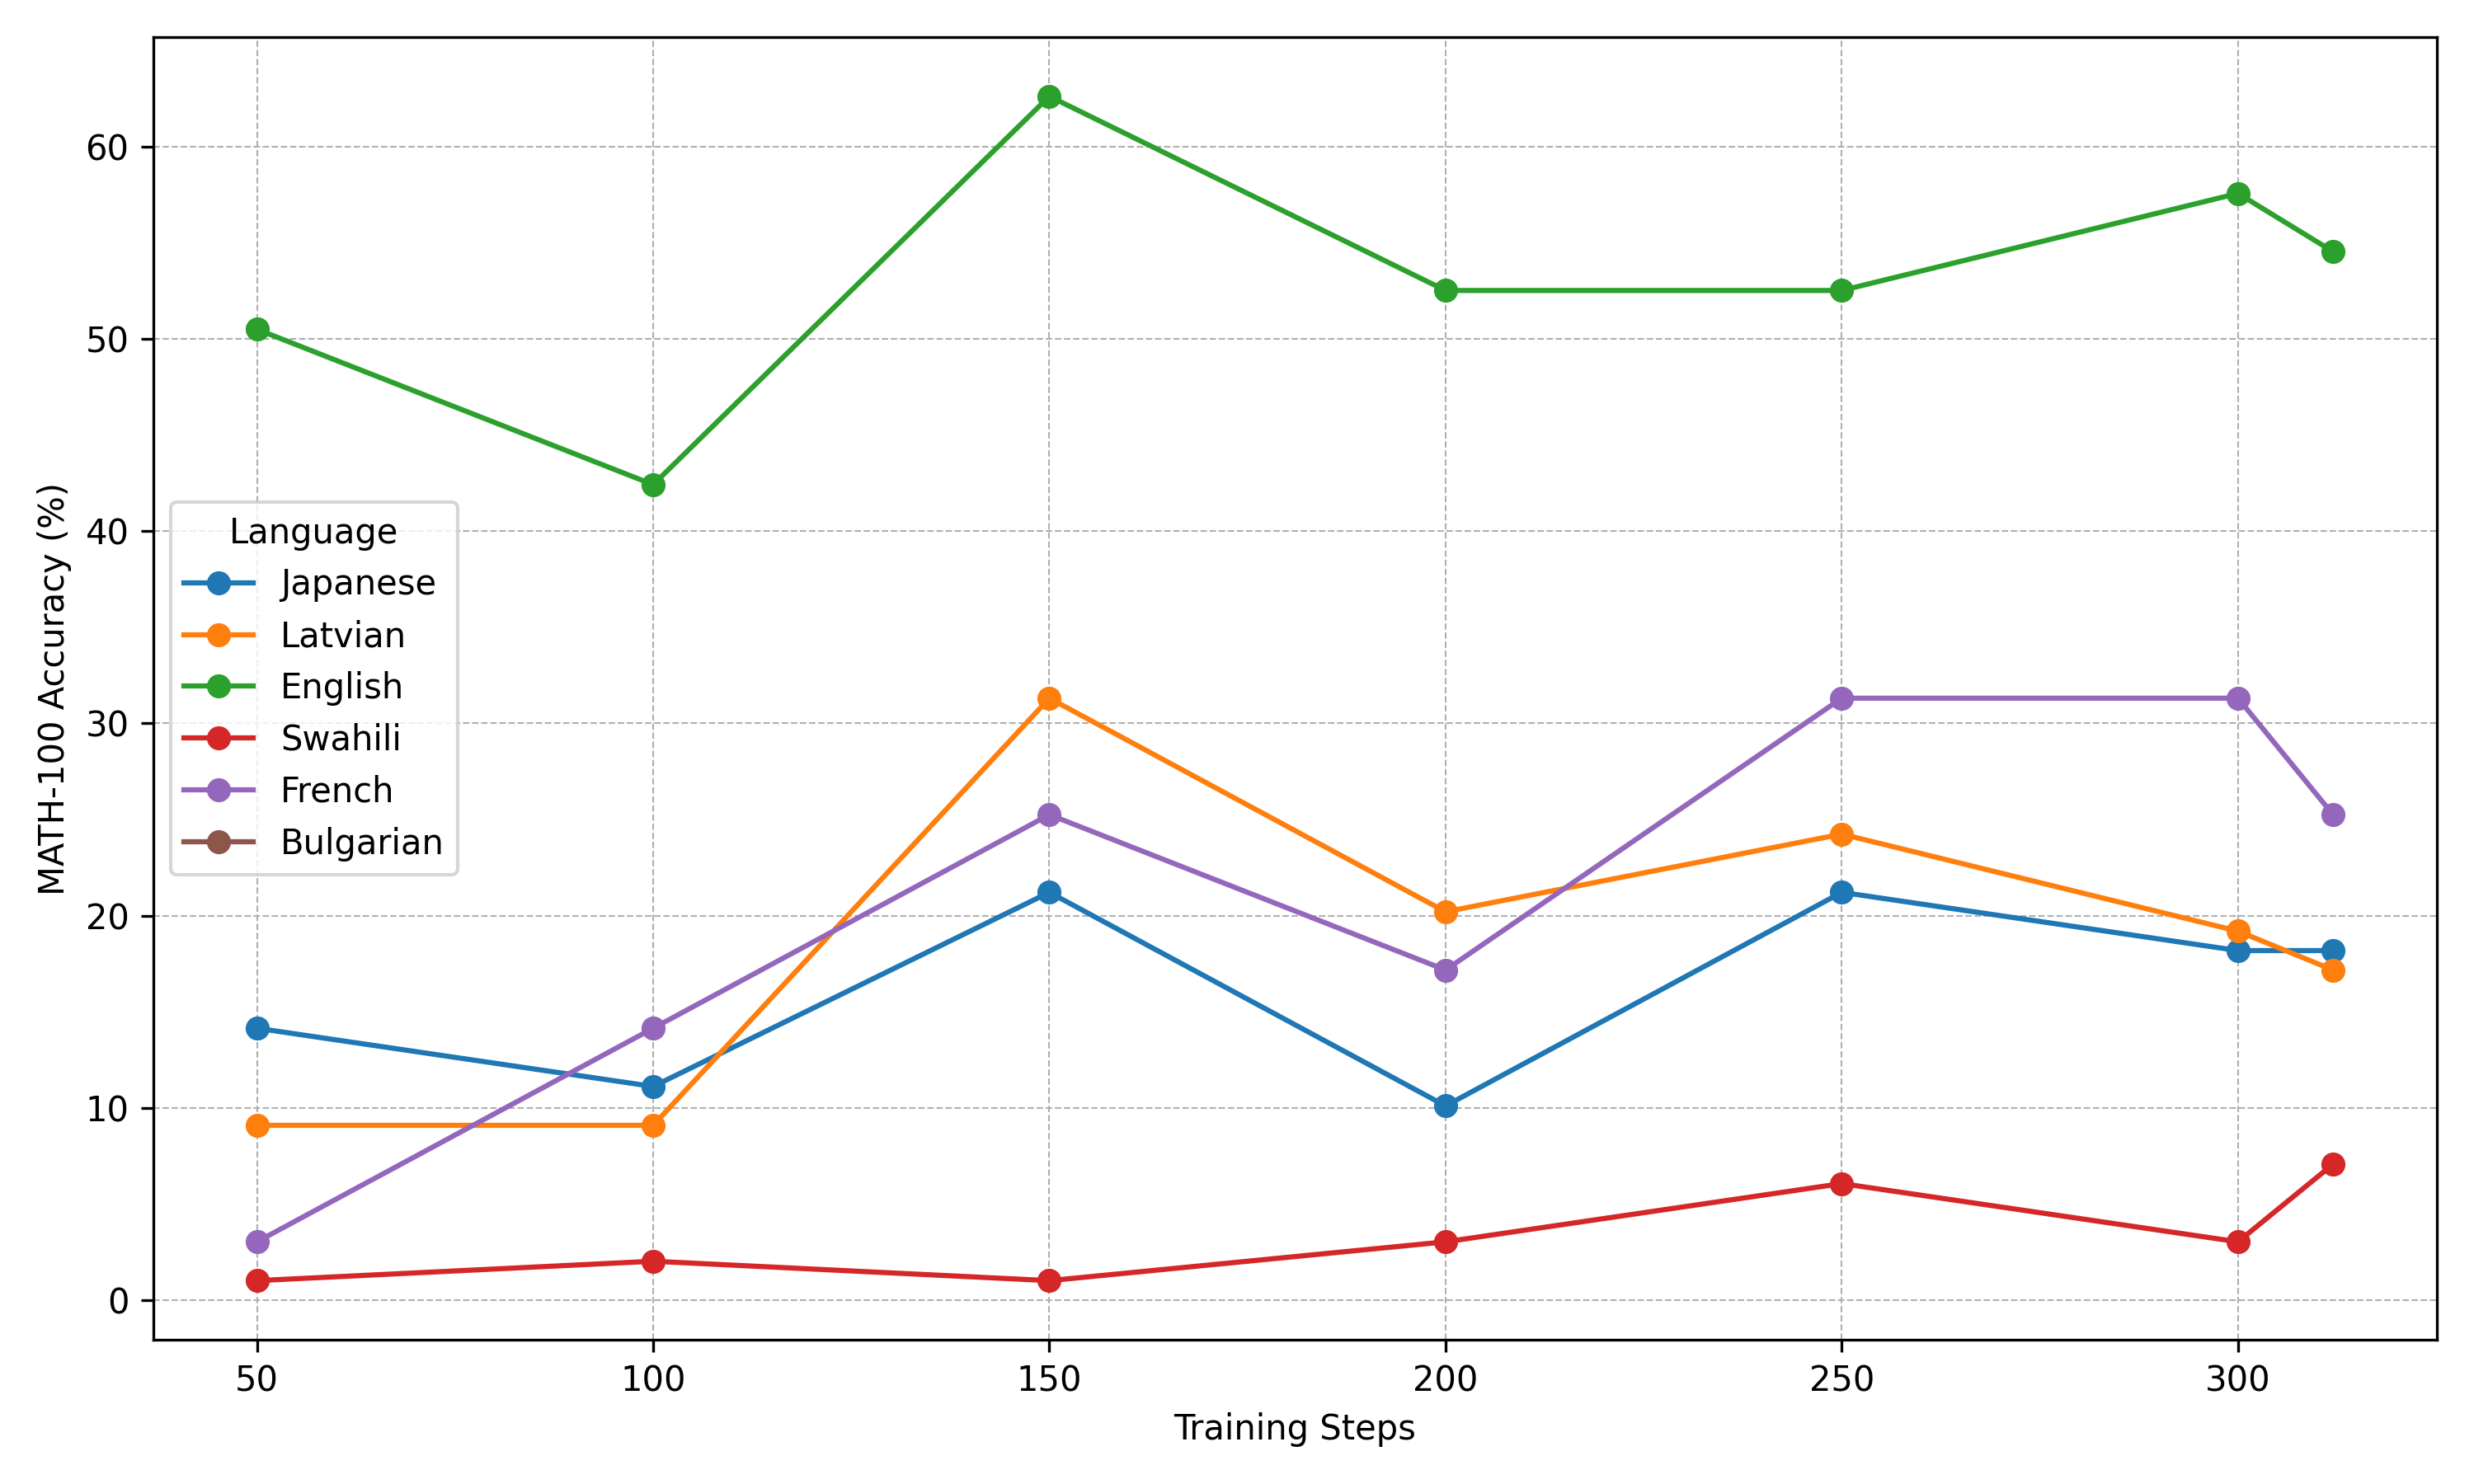 60
50
40
30
20
10
0
MATH-100 Accuracy (%)
Language
Japanese
Latvian
English
Swahili
French
Bulgarian
50 100 150 200 250 300
Training Steps